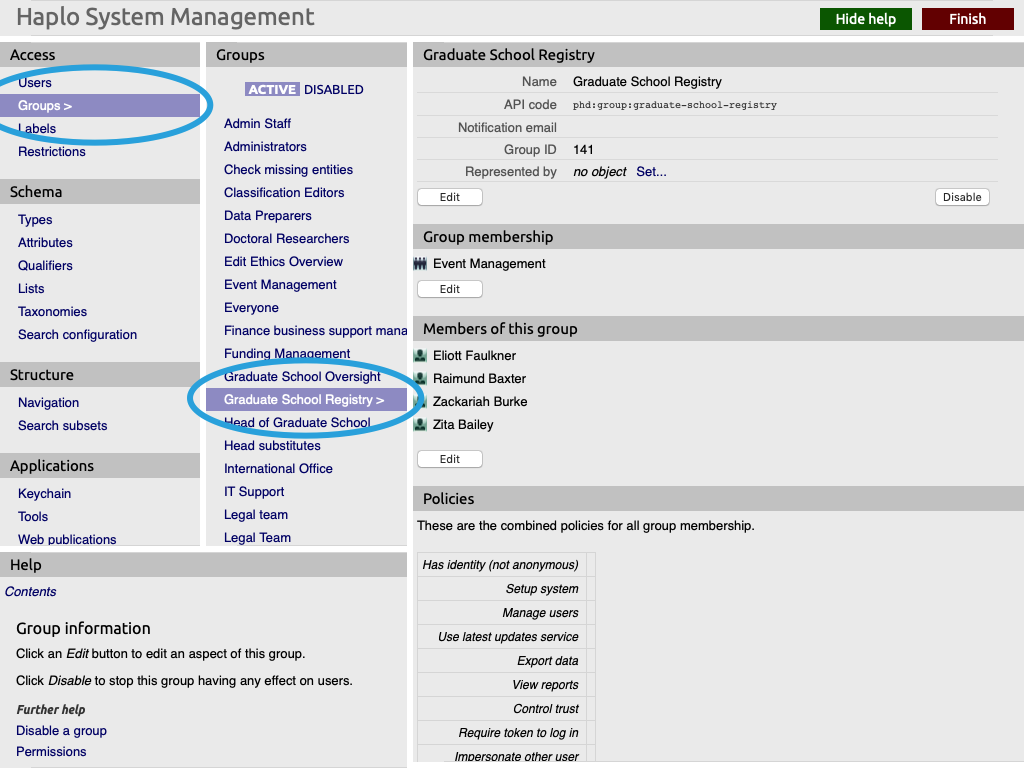 Haplo System Management
Hide help
Finish
Access
Users
Groups >
Labels
Restrictions
Schema
Types
Attributes
Qualifiers
Lists
Taxonomies
Search configuration
Structure
Navigation
Search subsets
Applications
Keychain
Tools
Web publications
Groups
ACTIVE DISABLED
Admin Staff
Administrators
Check missing entities
Classification Editors
Data Preparers
Doctoral Researchers
Edit Ethics Overview
Event Management
Everyone
Finance business support mana
Funding Management
Graduate School Oversight
Graduate School Registry >
Head of Graduate School
Head substitutes
International Office
IT Support
Legal team
Legal Team
Graduate School Registry
Name Graduate School Registry
API code phd:group:graduate-school-registry
Notification email
Group ID 141
Represented by no object Set...
Edit
Disable
Group membership
Event Management
Edit
Members of this group
Eliott Faulkner
Raimund Baxter
Zackariah Burke
Zita Bailey
Edit
Policies
These are the combined policies for all group membership.
Has identity (not anonymous)
Setup system
Manage users
Use latest updates service
Export data
View reports
Control trust
Require token to log in
Impersonate other user
Help
Contents
Group information
Click an Edit button to edit an aspect of this group.
Click Disable to stop this group having any effect on users.
Further help
Disable a group
Permissions